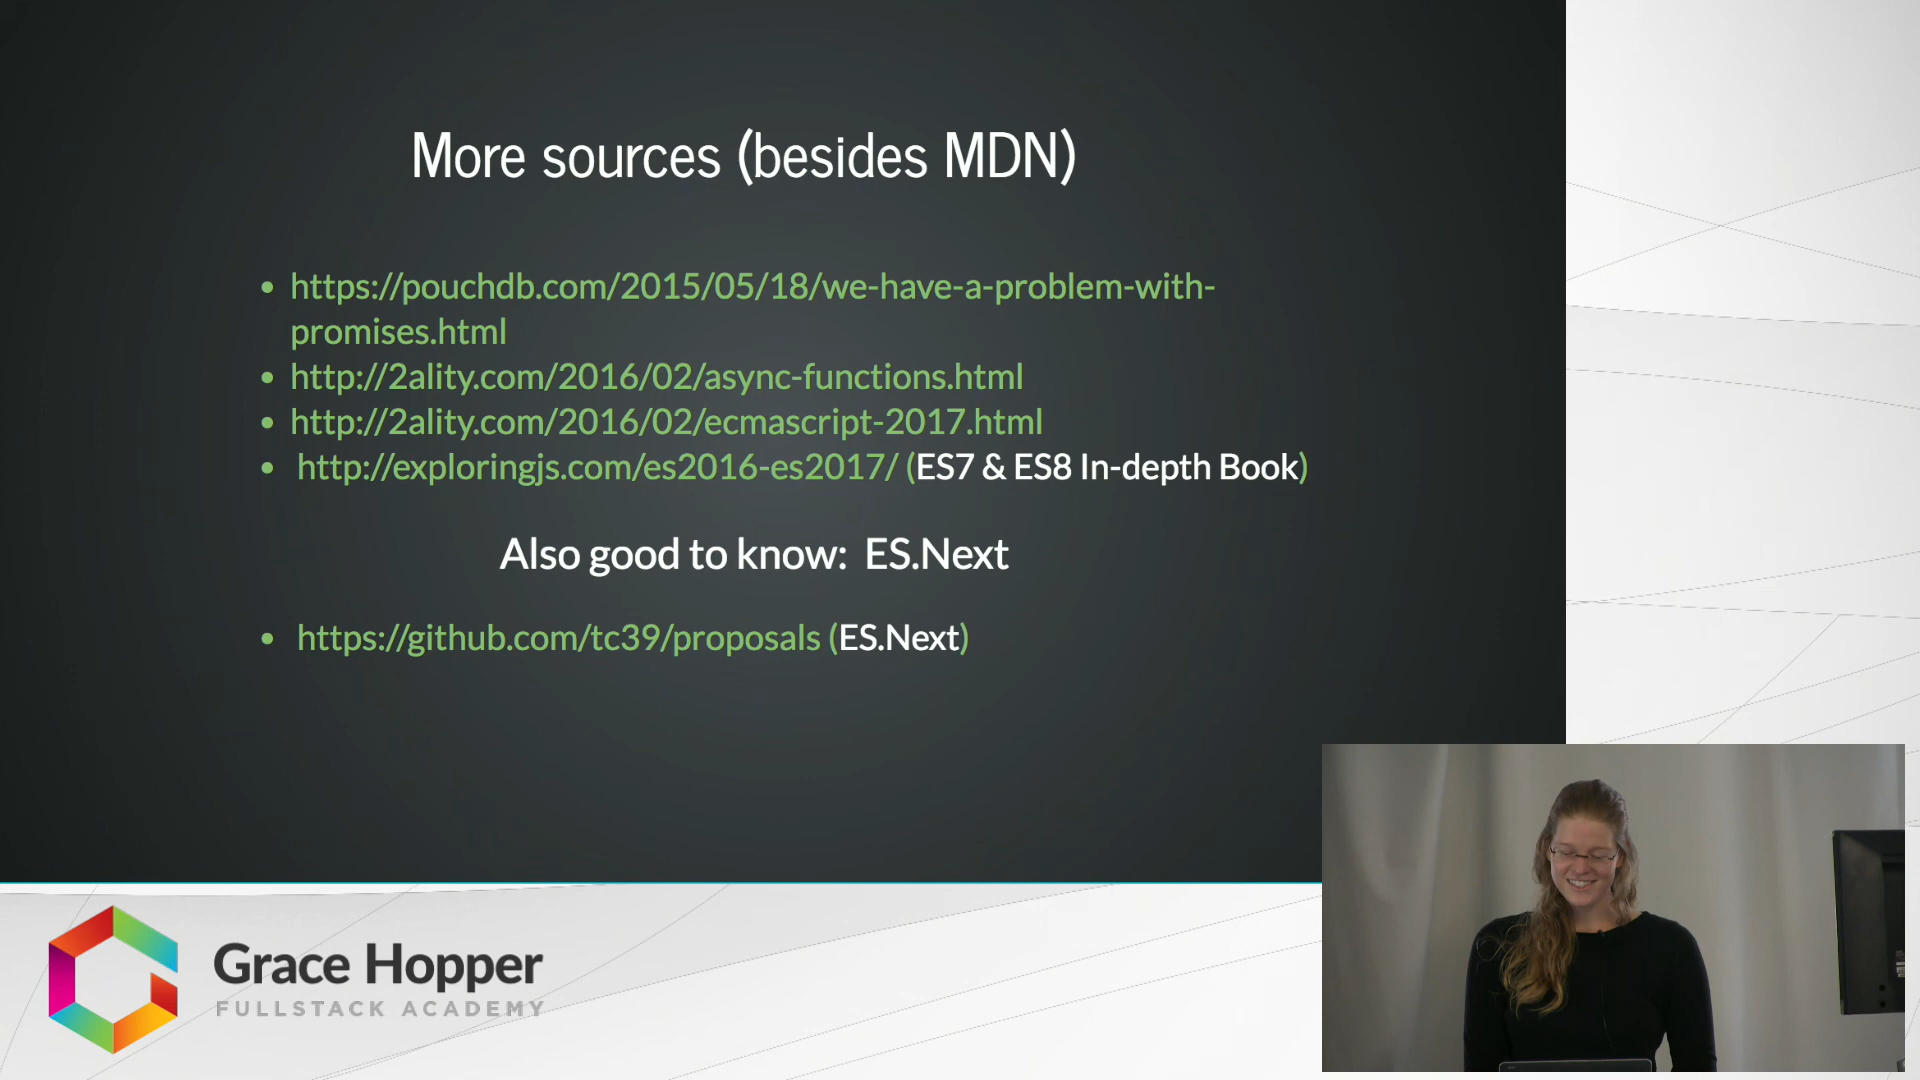 More sources (besides MDN)
• https://pouchdb.com/2015/05/18/we-have-a-problem-with-
promises.html
• http://2ality.com/2016/02/async-functions.html
• http://2ality.com/2016/02/ecmascript-2017.html
• http://exploringjs.com/es2016-es2017/ (ES7 & ES8 In-depth Book)
Also good to know: ES.Next
• https://github.com/tc39/proposals (ES.Next)
Grace Hopper
FULLSTACK ACADEMY